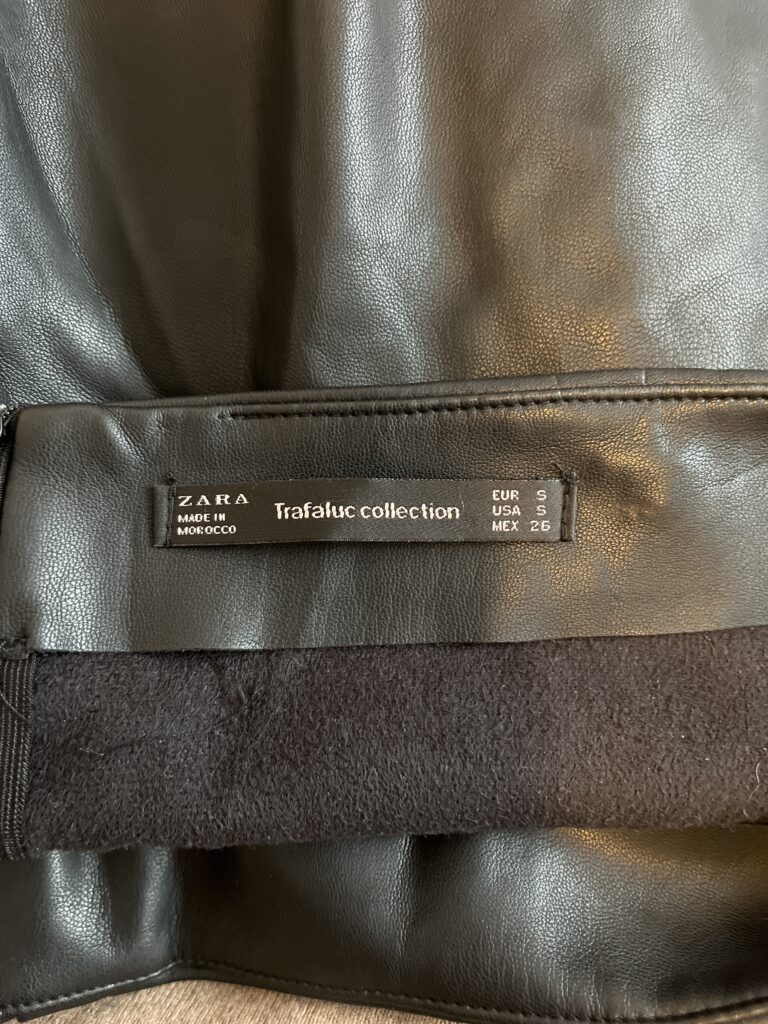 ZARA
MADE IN
MOROCCO
Trafaluc collection
EUR S
USA S
MEX 26